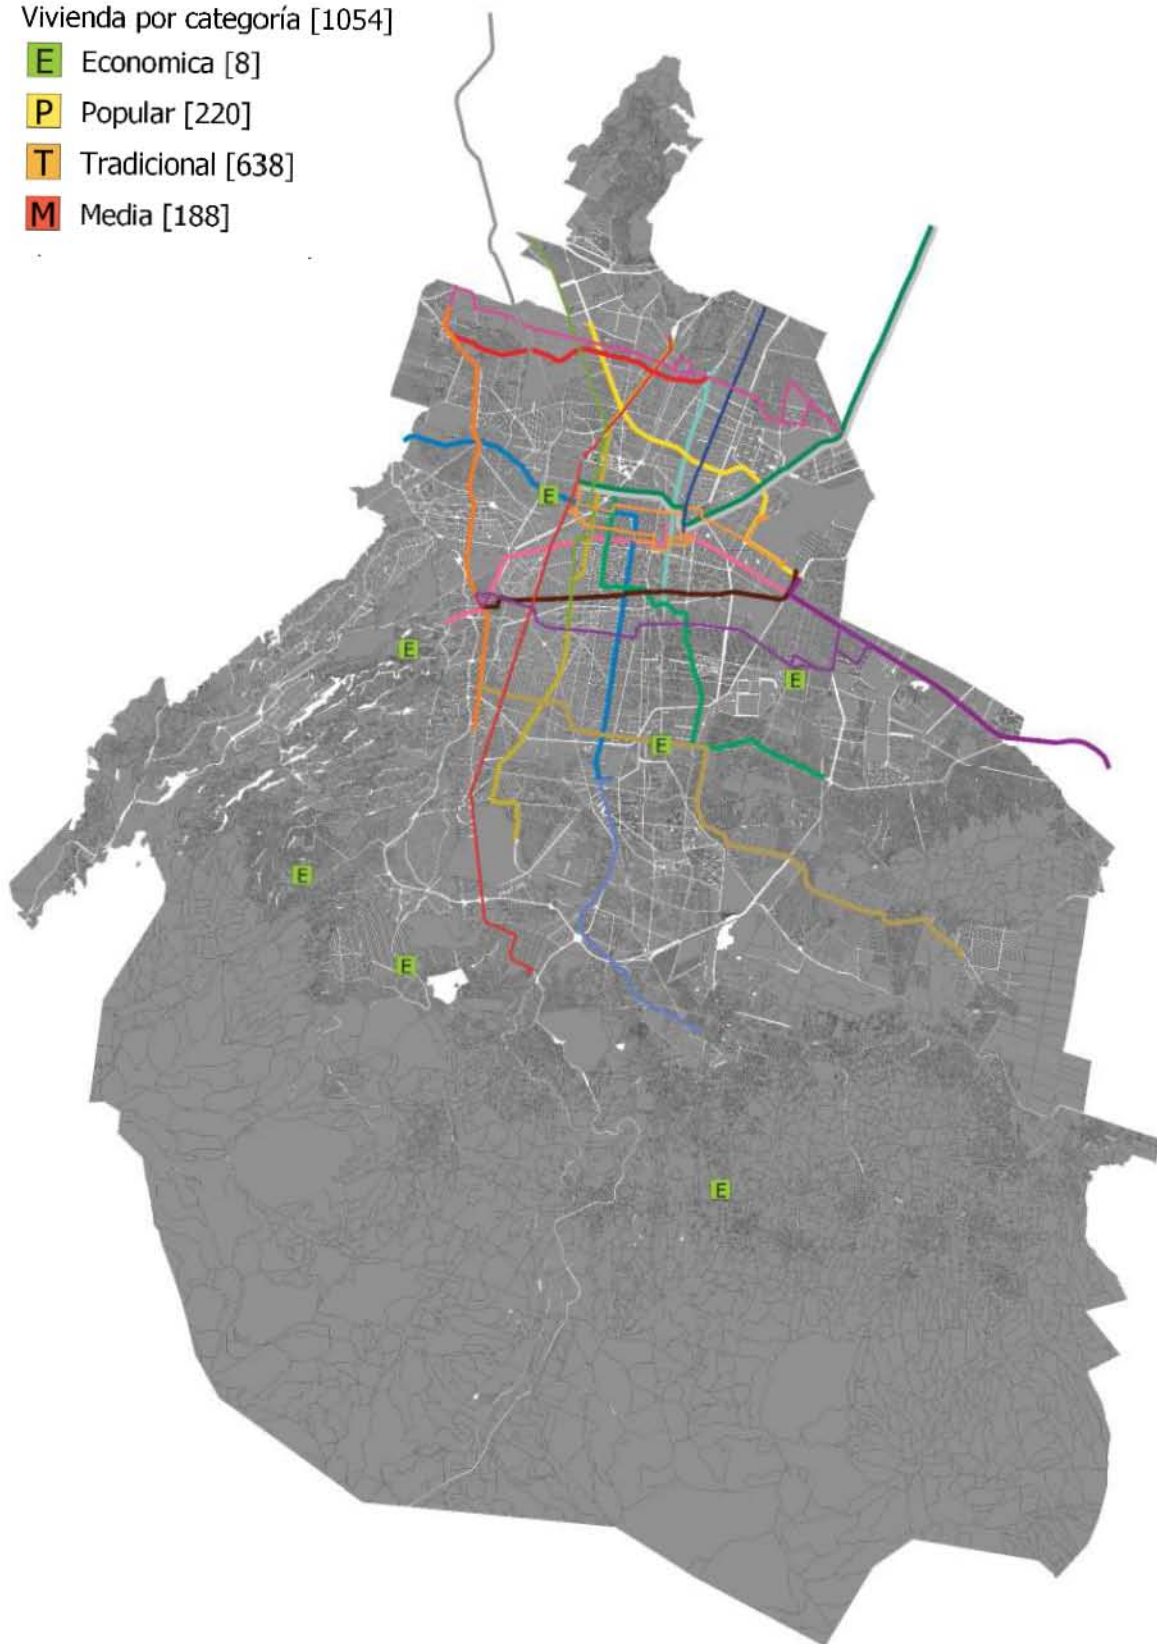 Vivienda por categoría [1054]
E Economica [8]
P Popular [220]
T Tradicional [638]
M Media [188]
E
E
E
E
E
E
E